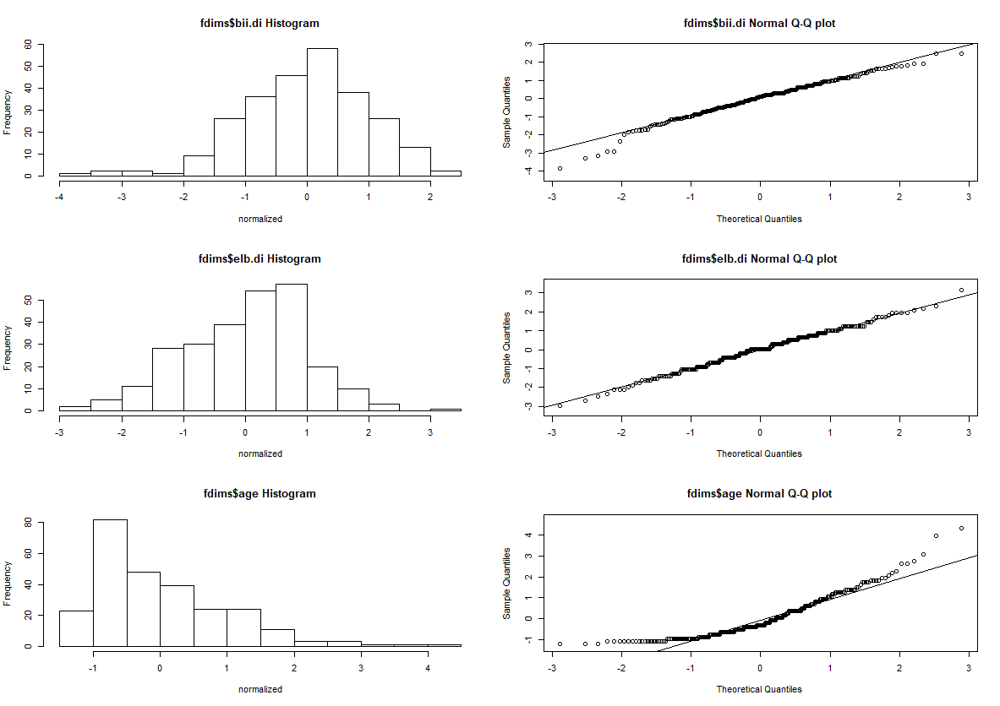 fdims$bii.di Histogram
Frequency
0 10 20 30 40 50 60
-4 -3 -2 -1 0 1 2
normalized
fdims$bii.di Normal Q-Q plot
Sample Quantiles
-4 -3 -2 -1 0 1 2 3
-3 -2 -1 0 1 2 3
Theoretical Quantiles
fdims$elb.di Histogram
Frequency
0 10 20 30 40 50
-3 -2 -1 0 1 2 3
normalized
fdims$elb.di Normal Q-Q plot
Sample Quantiles
-3 -2 -1 0 1 2 3
-3 -2 -1 0 1 2 3
Theoretical Quantiles
fdims$age Histogram
Frequency
0 20 40 60 80
-1 0 1 2 3 4
normalized
fdims$age Normal Q-Q plot
Sample Quantiles
-1 0 1 2 3 4
-3 -2 -1 0 1 2 3
Theoretical Quantiles